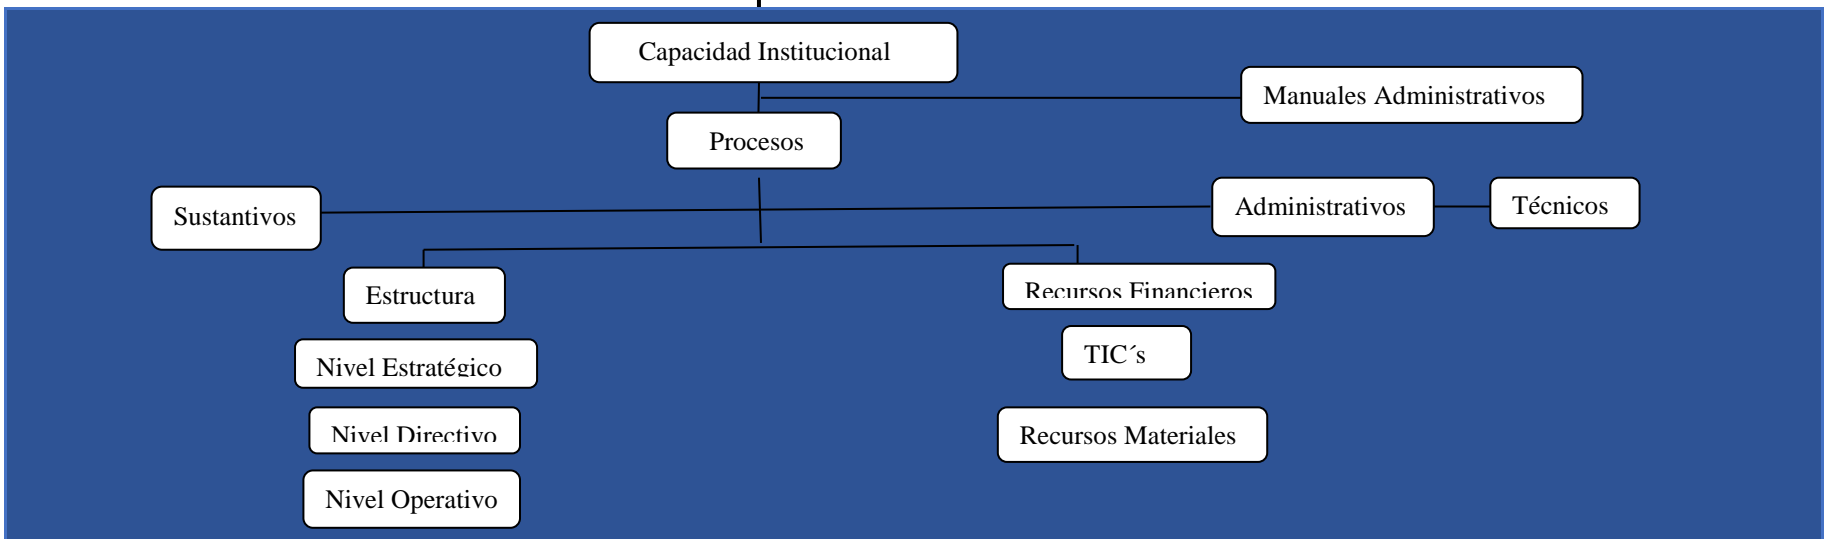 Capacidad Institucional
Manuales Administrativos
Procesos
Sustantivos
Administrativos
Técnicos
Estructura
Recursos Financieros
Nivel Estratégico
TIC´s
Nivel Directivo
Recursos Materiales
Nivel Operativo